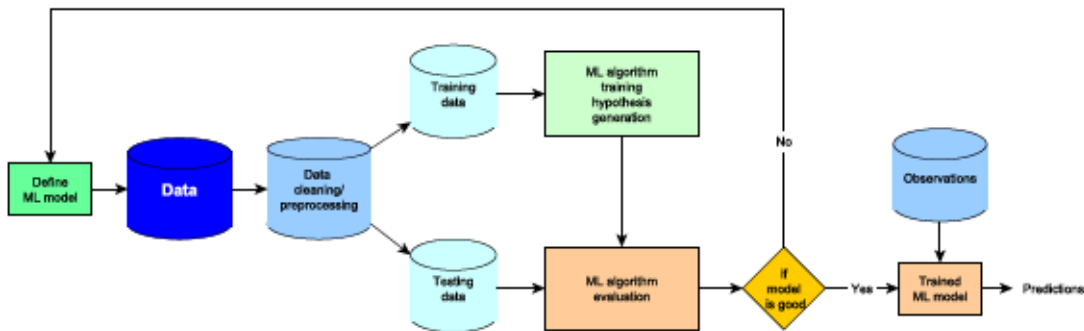 Define
ML model
Data
Data
cleaning/
preprocessing
Training
data
Testing
data
ML algorithm
training
hypothesis
generation
ML algorithm
evaluation
if
model
is good
No
Yes
Observations
Trained
ML model
Predictions